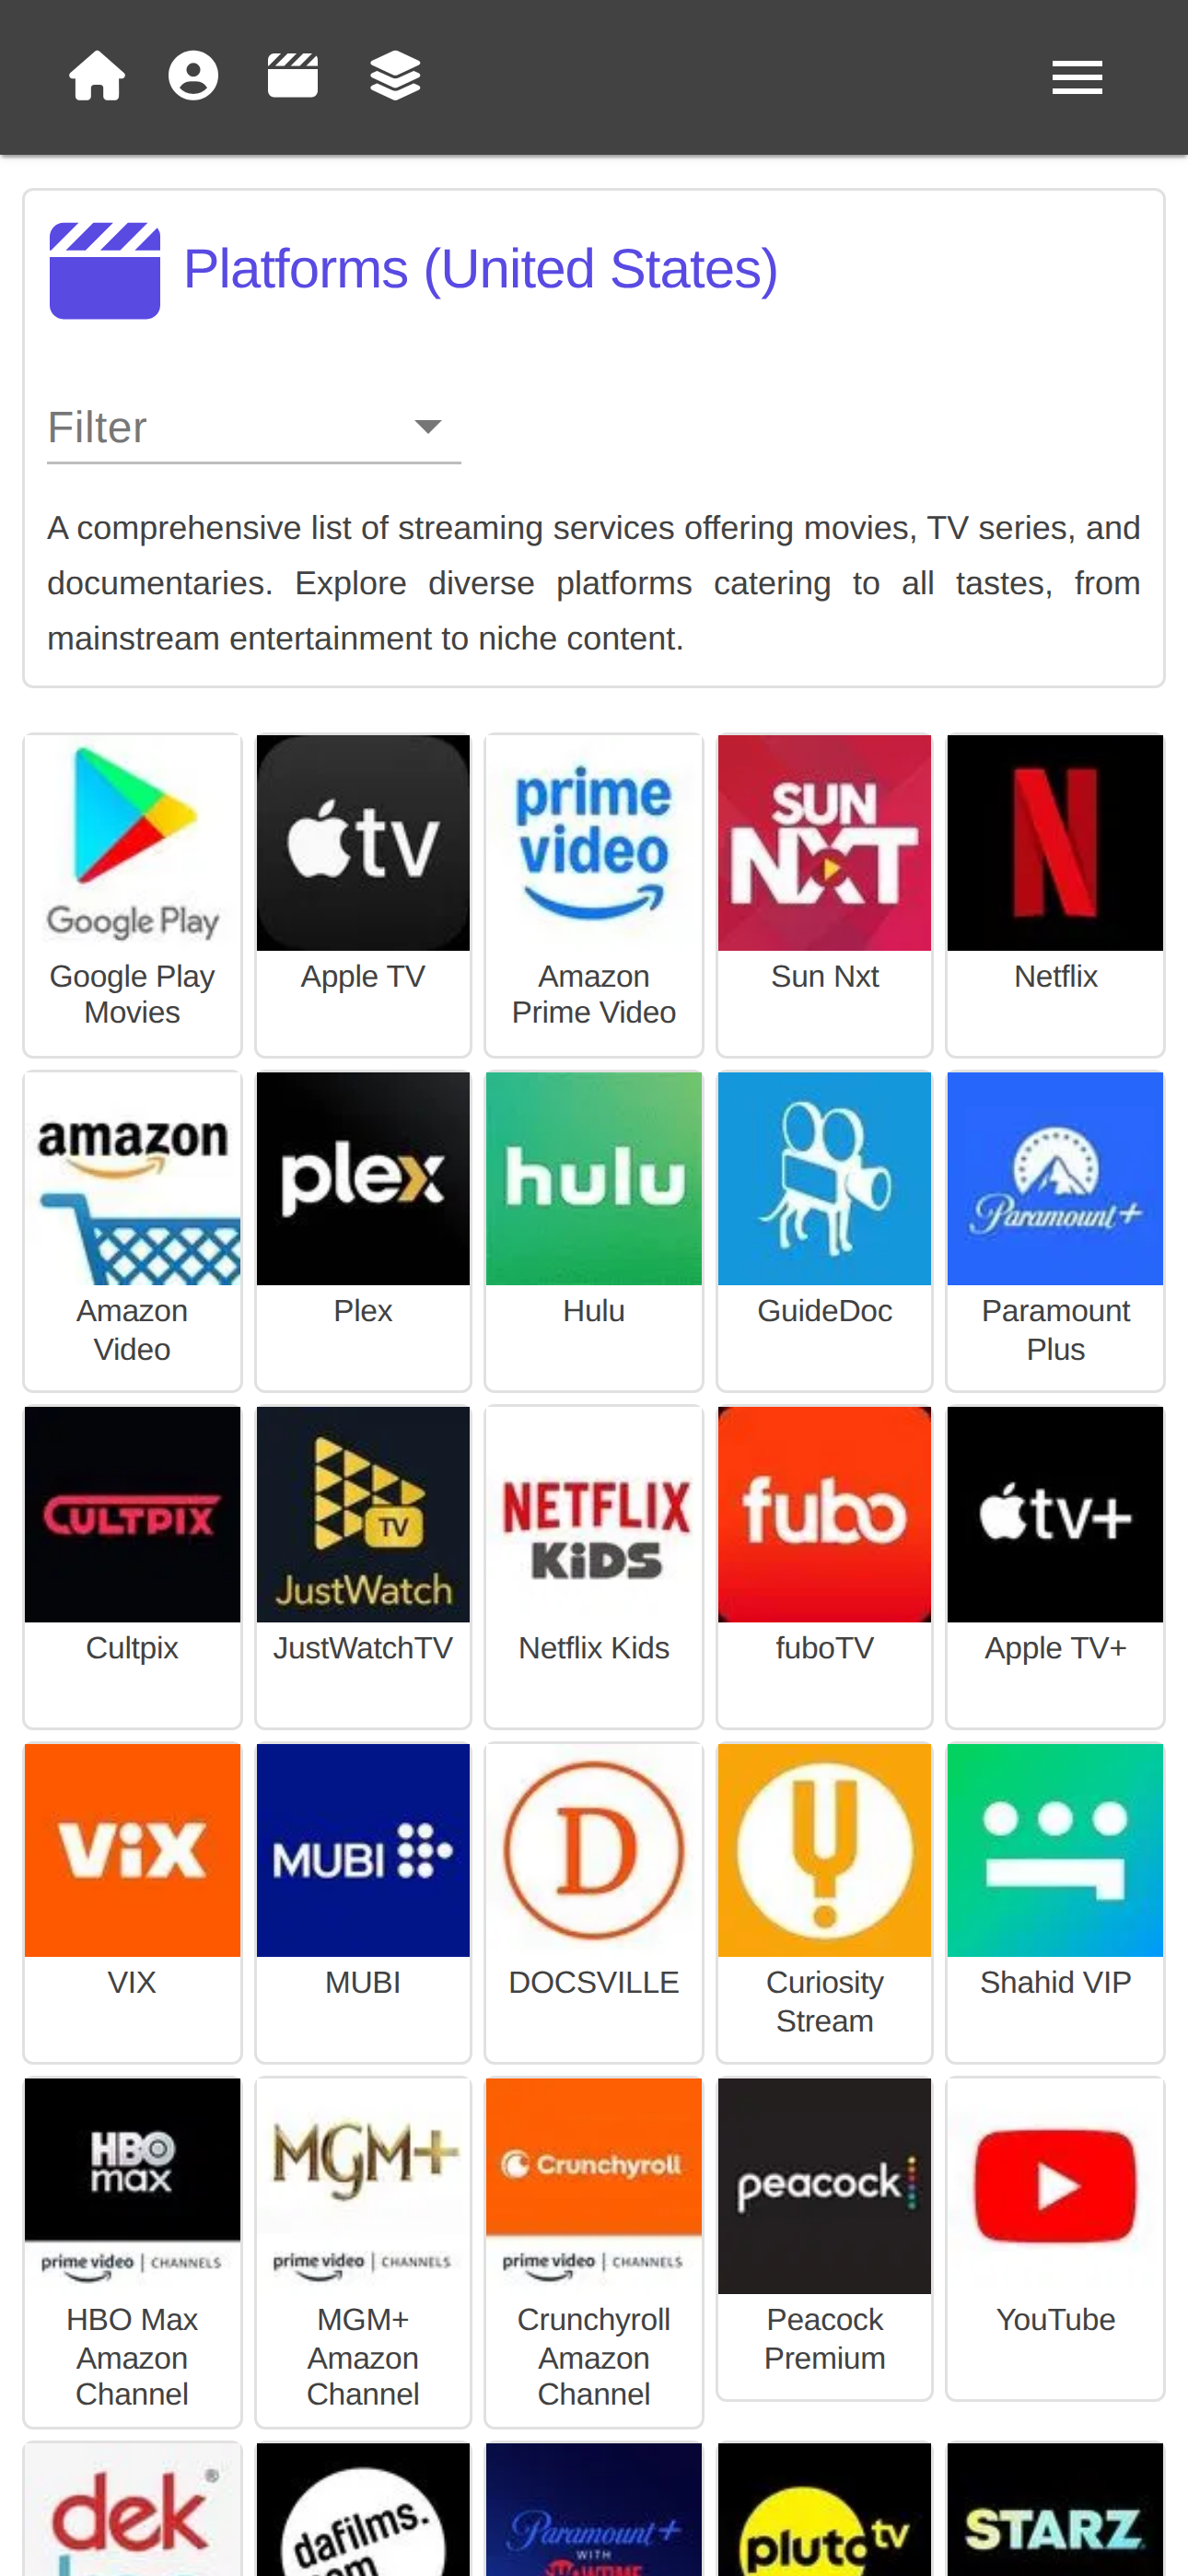 Platforms (United States)
Filter
A comprehensive list of streaming services offering movies, TV series, and
documentaries. Explore diverse platforms catering to all tastes, from
mainstream entertainment to niche content.
Google Play
Google Play
Movies
tv
Apple TV
prime
video
Amazon
Prime Video
SUN
NXT
Sun Nxt
N
Netflix
amazon
Amazon
Video
plex
Plex
hulu
Hulu
GuideDoc
Paramount+
Paramount
Plus
CULTPIX
Cultpix
TV
JustWatch
JustWatchTV
NETFLIX
KiDS
Netflix Kids
fubo
fuboTV
tv+
Apple TV+
ViX
VIX
MUBI
MUBI
D
DOCSVILLE
Curiosity
Stream
Shahid VIP
HBO
max
prime video | CHANNELS
HBO Max
Amazon
Channel
MGM+
prime video | CHANNELS
MGM+
Amazon
Channel
Crunchyroll
prime video | CHANNELS
Crunchyroll
Amazon
Channel
peacock
Peacock
Premium
YouTube
dek
®
dafilms.
com
Paramount+
WITH
SHOWTIME
pluto tv
STARZ